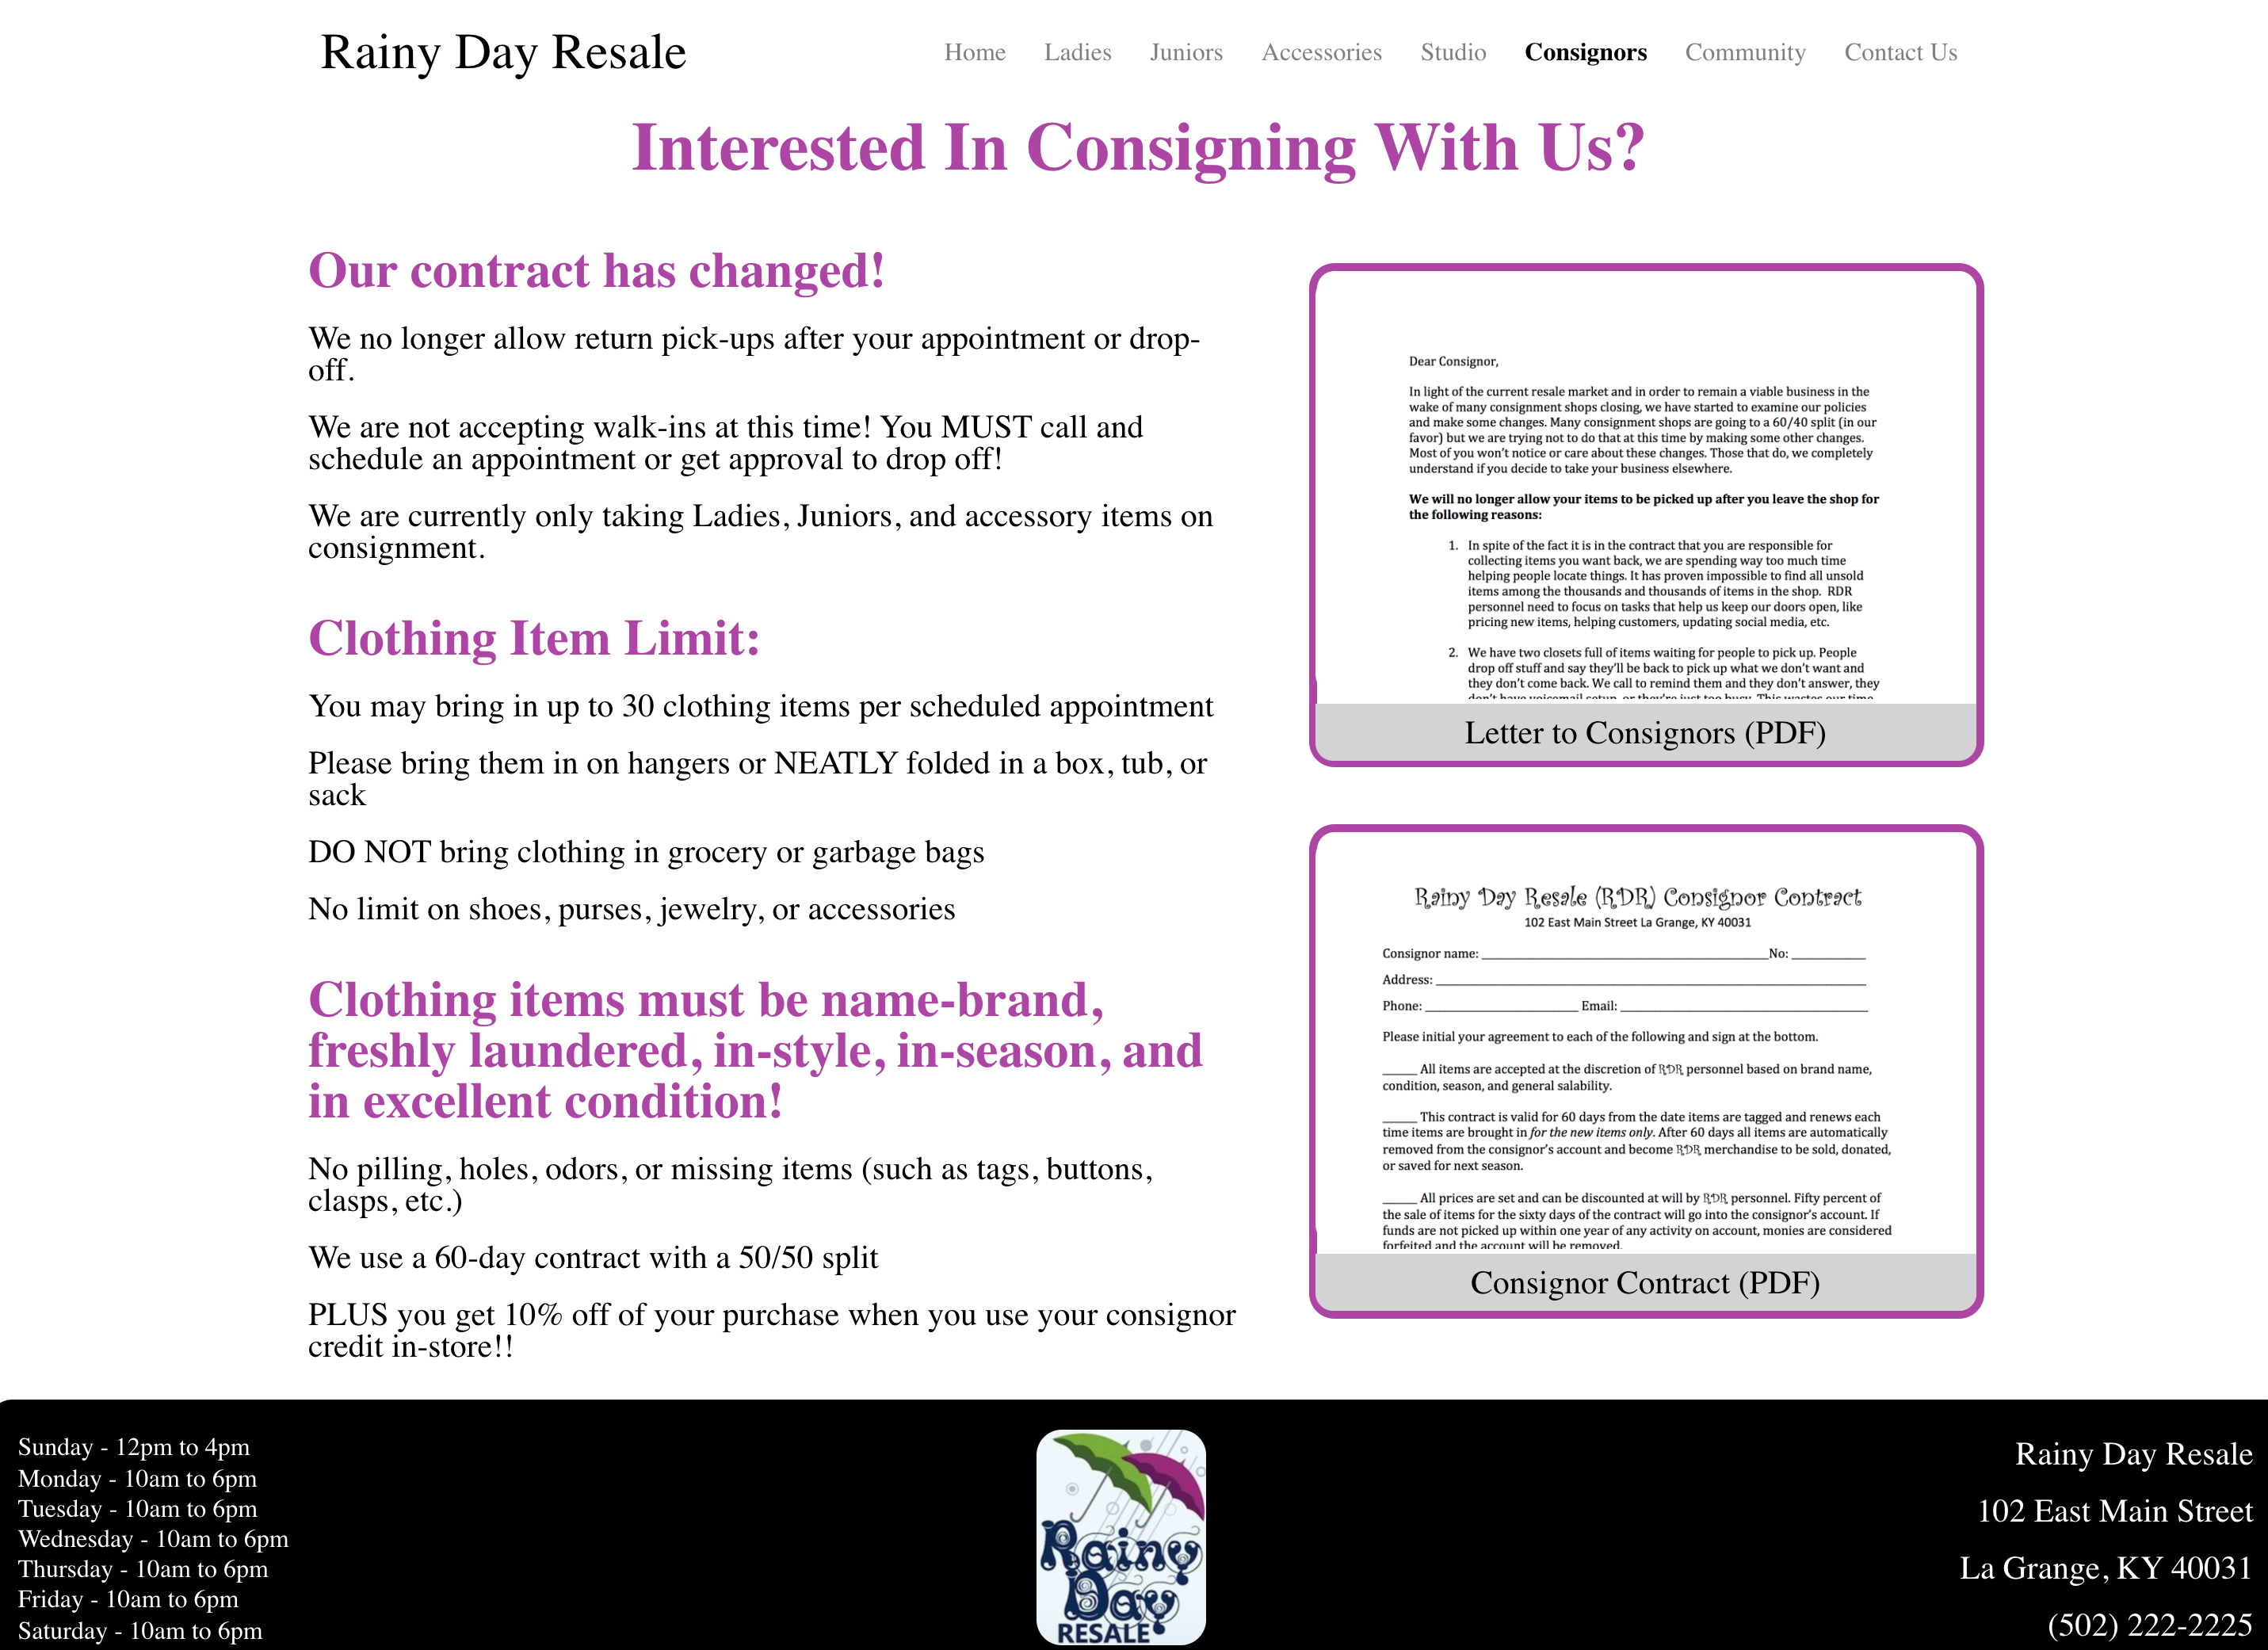 Rainy Day Resale
Home Ladies Juniors Accessories Studio Consignors Community Contact Us
Interested In Consigning With Us?
Our contract has changed!
We no longer allow return pick-ups after your appointment or drop-
off.
We are not accepting walk-ins at this time! You MUST call and
schedule an appointment or get approval to drop off!
We are currently only taking Ladies, Juniors, and accessory items on
consignment.
Clothing Item Limit:
You may bring in up to 30 clothing items per scheduled appointment
Please bring them in on hangers or NEATLY folded in a box, tub, or
sack
DO NOT bring clothing in grocery or garbage bags
No limit on shoes, purses, jewelry, or accessories
Clothing items must be name-brand,
freshly laundered, in-style, in-season, and
in excellent condition!
No pilling, holes, odors, or missing items (such as tags, buttons,
clasps, etc.)
We use a 60-day contract with a 50/50 split
PLUS you get 10% off of your purchase when you use your consignor
credit in-store!!
Dear Consignor,
In light of the current resale market and in order to remain a viable business in the
wake of many consignment shops closing, we have started to examine our policies
and make some changes. Many consignment shops are going to a 60/40 split (in our
favor) but we are trying not to do that at this time by making some other changes.
Most of you won't notice or care about these changes. Those that do, we completely
understand if you decide to take your business elsewhere.
We will no longer allow your items to be picked up after you leave the shop for
the following reasons:
1. In spite of the fact it is in the contract that you are responsible for
collecting items you want back, we are spending way too much time
helping people locate things. It has proven impossible to find all unsold
items among the thousands and thousands of items in the shop. RDR
personnel need to focus on tasks that help us keep our doors open, like
pricing new items, helping customers, updating social media, etc.
2. We have two closets full of items waiting for people to pick up. People
drop off stuff and say they'll be back to pick up what we don't want and
they don't come back. We call to remind them and they don't answer, they
don't have voicemail setup, or they're just too busy. This wastes our time
Letter to Consignors (PDF)
Rainy Day Resale (RDR) Consignor Contract
102 East Main Street La Grange, KY 40031
Consignor name: ____ No: ____
Address: ____
Phone: ____ Email: ____
Please initial your agreement to each of the following and sign at the bottom.
____ All items are accepted at the discretion of RDR personnel based on brand name,
condition, season, and general salability.
____ This contract is valid for 60 days from the date items are tagged and renews each
time items are brought in for the new items only. After 60 days all items are automatically
removed from the consignor's account and become RDR merchandise to be sold, donated,
or saved for next season.
____ All prices are set and can be discounted at will by RDR personnel. Fifty percent of
the sale of items for the sixty days of the contract will go into the consignor's account. If
funds are not picked up within one year of any activity on account, monies are considered
forfeited and the account will be removed.
Consignor Contract (PDF)
Sunday - 12pm to 4pm
Monday - 10am to 6pm
Tuesday - 10am to 6pm
Wednesday - 10am to 6pm
Thursday - 10am to 6pm
Friday - 10am to 6pm
Saturday - 10am to 6pm
Rainy
Day
RESALE
Rainy Day Resale
102 East Main Street
La Grange, KY 40031
(502) 222-2225